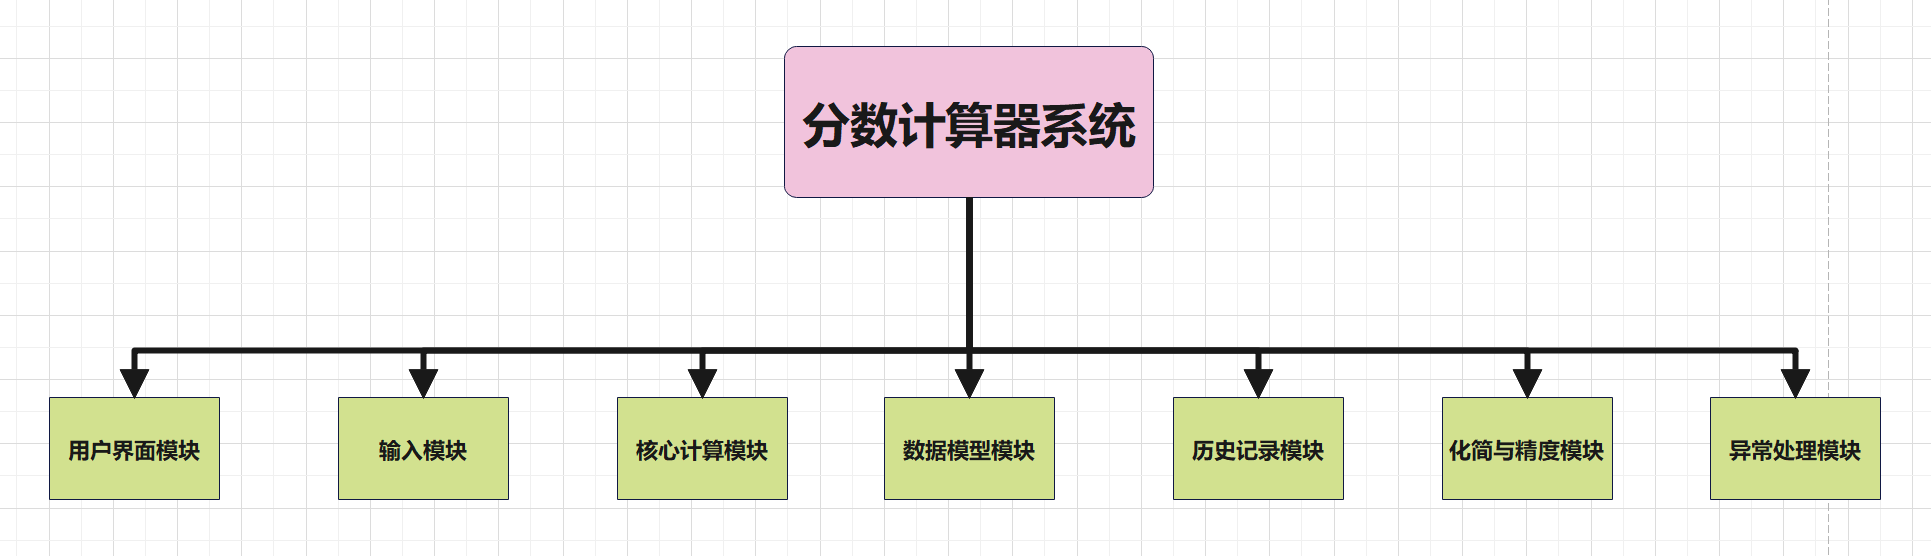 分数计算器系统
用户界面模块
输入模块
核心计算模块
数据模型模块
历史记录模块
化简与精度模块
异常处理模块